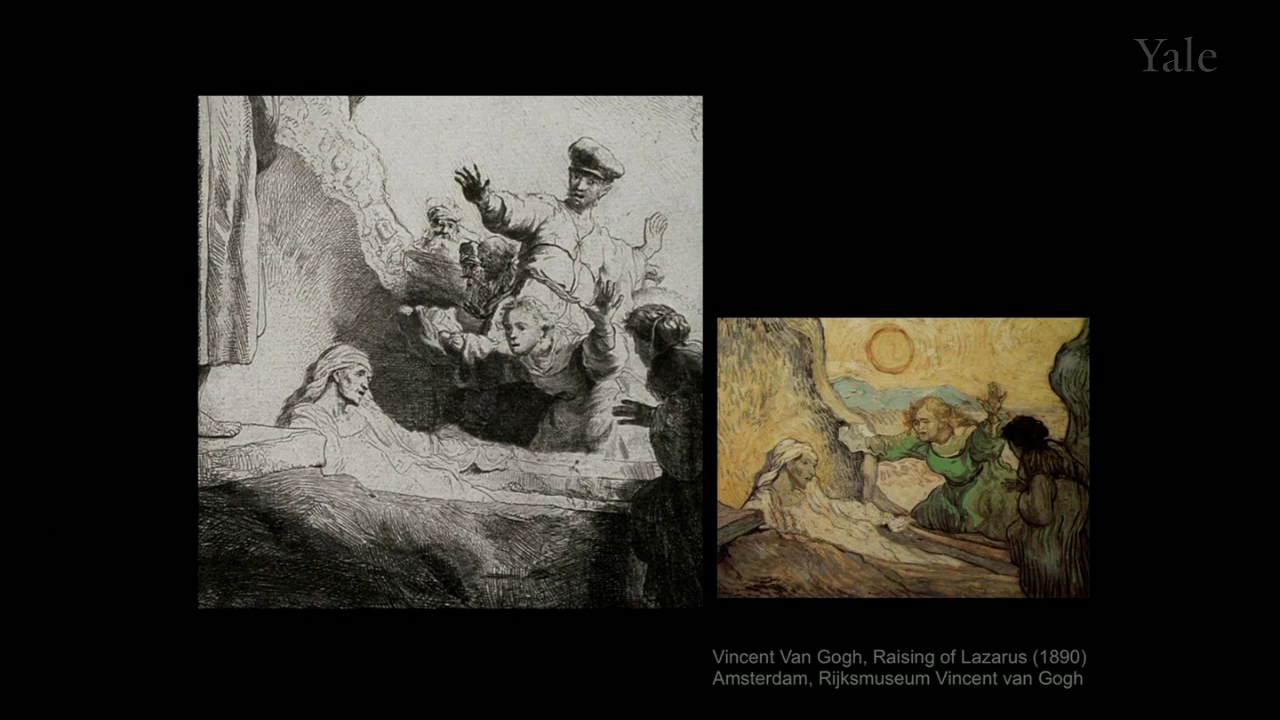 Yale
Vincent Van Gogh, Raising of Lazarus (1890)
Amsterdam, Rijksmuseum Vincent van Gogh